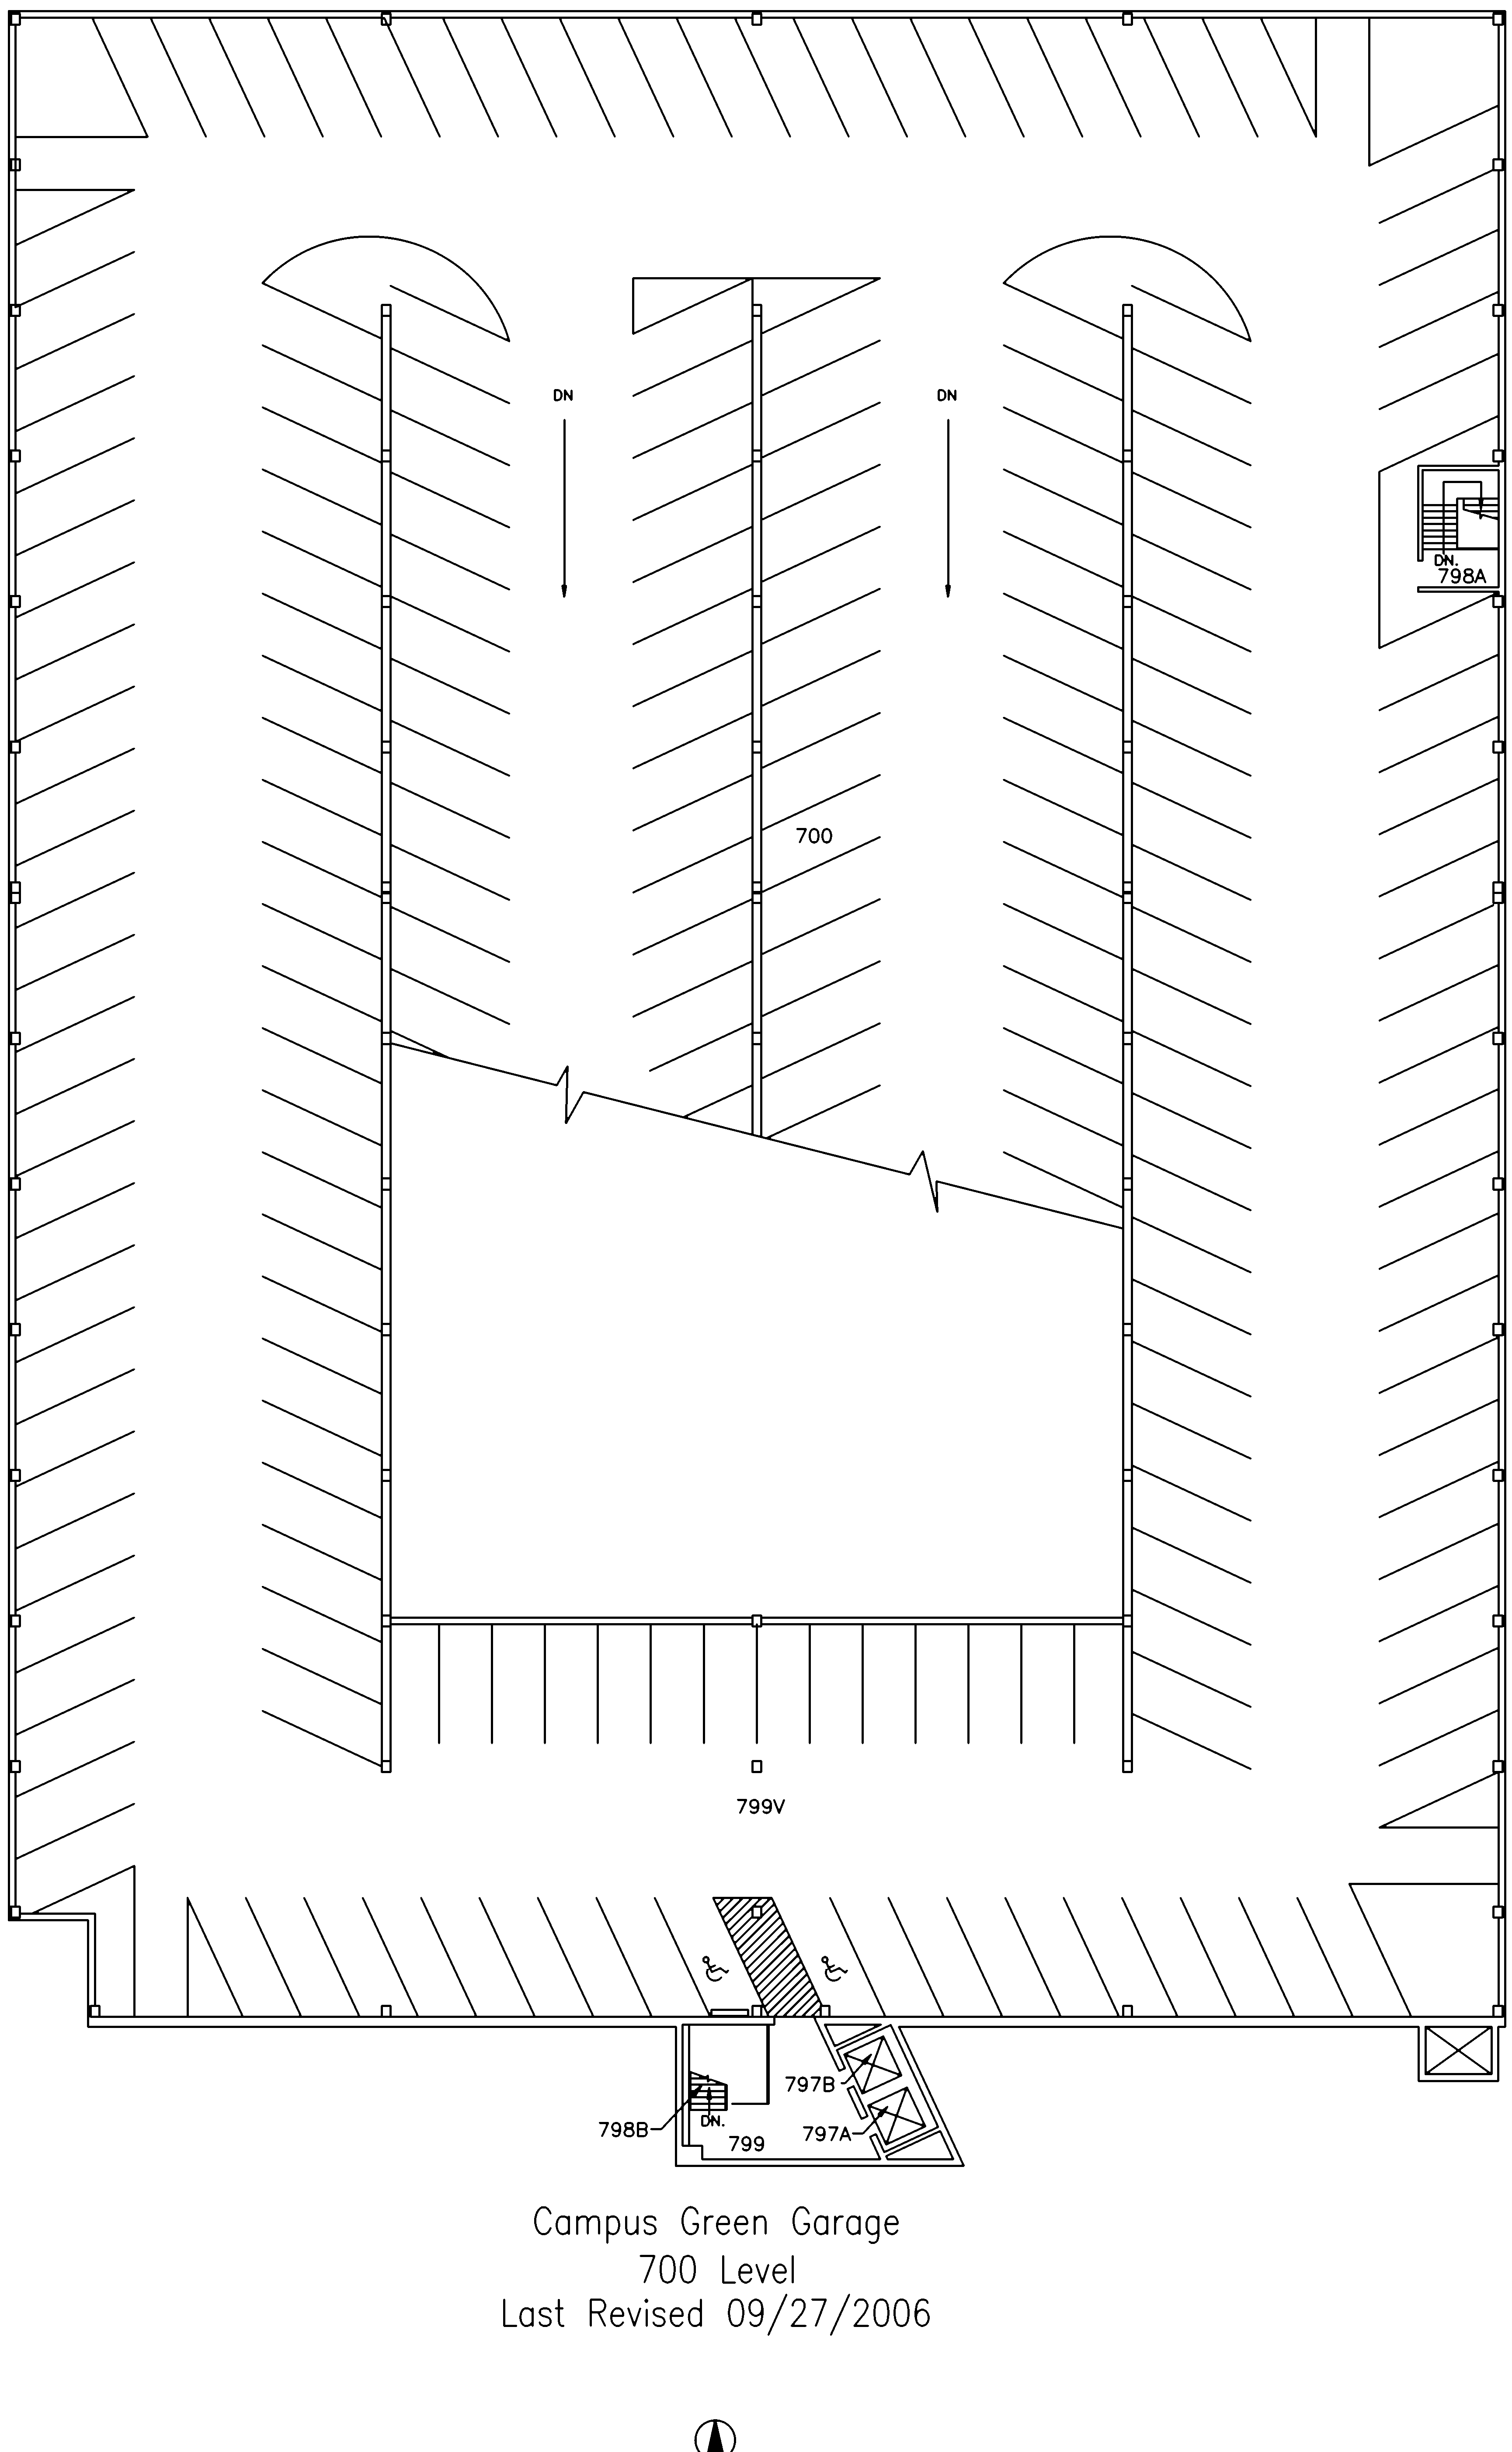 DN
DN
DN.
798A
700
799V
797B
798B
DN.
797A
799
Campus Green Garage
700 Level
Last Revised 09/27/2006